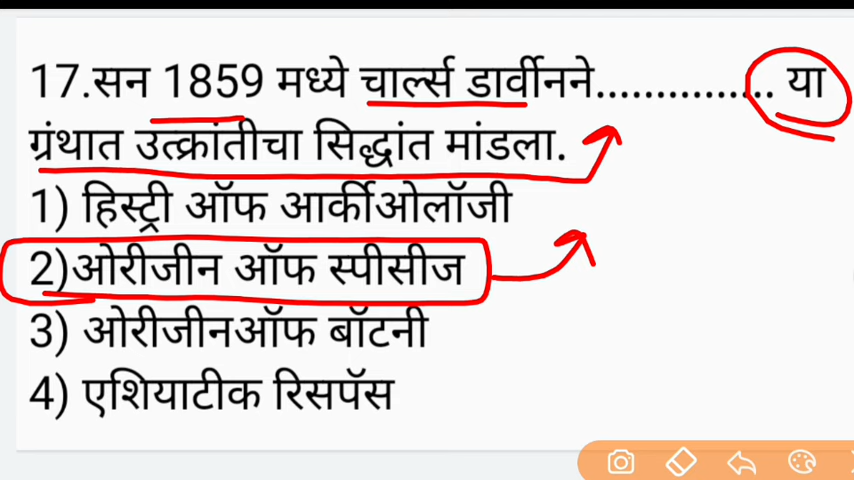 17.सन 1859 मध्ये चार्ल्स डार्वीनने................ या
ग्रंथात उत्क्रांतीचा सिद्धांत मांडला.
1) हिस्ट्री ऑफ आर्कीओलॉजी
2)ओरीजीन ऑफ स्पीसीज
3) ओरीजीनऑफ बॉटनी
4) एशियाटीक रिसपॅस